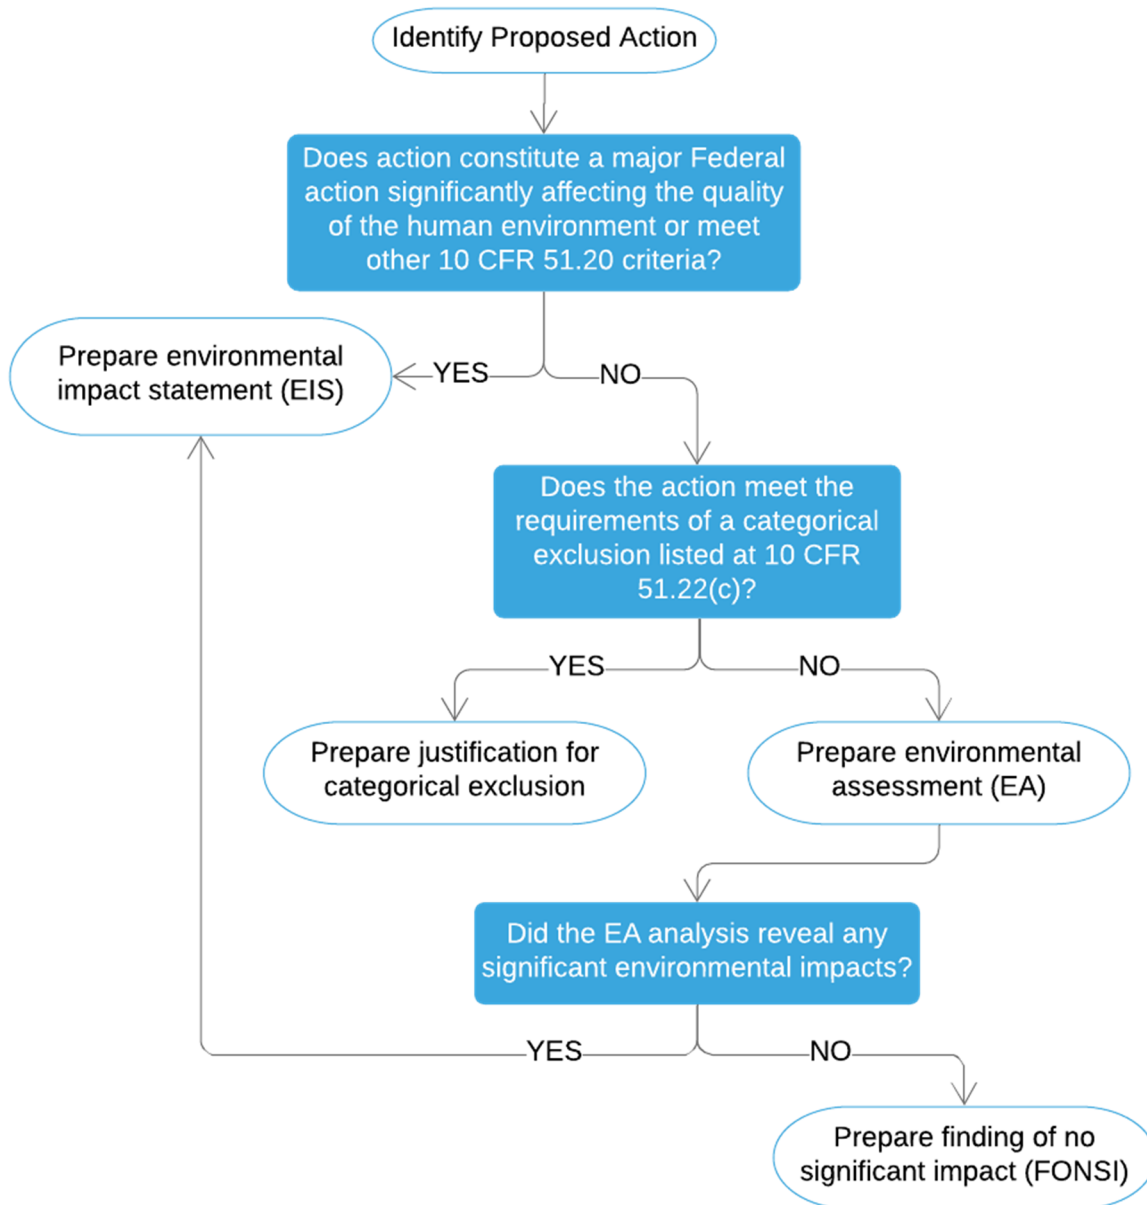 Identify Proposed Action
Does action constitute a major Federal
action significantly affecting the quality
of the human environment or meet
other 10 CFR 51.20 criteria?
Prepare environmental
impact statement (EIS)
YES
NO
Does the action meet the
requirements of a categorical
exclusion listed at 10 CFR
51.22(c)?
YES
NO
Prepare justification for
categorical exclusion
Prepare environmental
assessment (EA)
Did the EA analysis reveal any
significant environmental impacts?
YES
NO
Prepare finding of no
significant impact (FONSI)